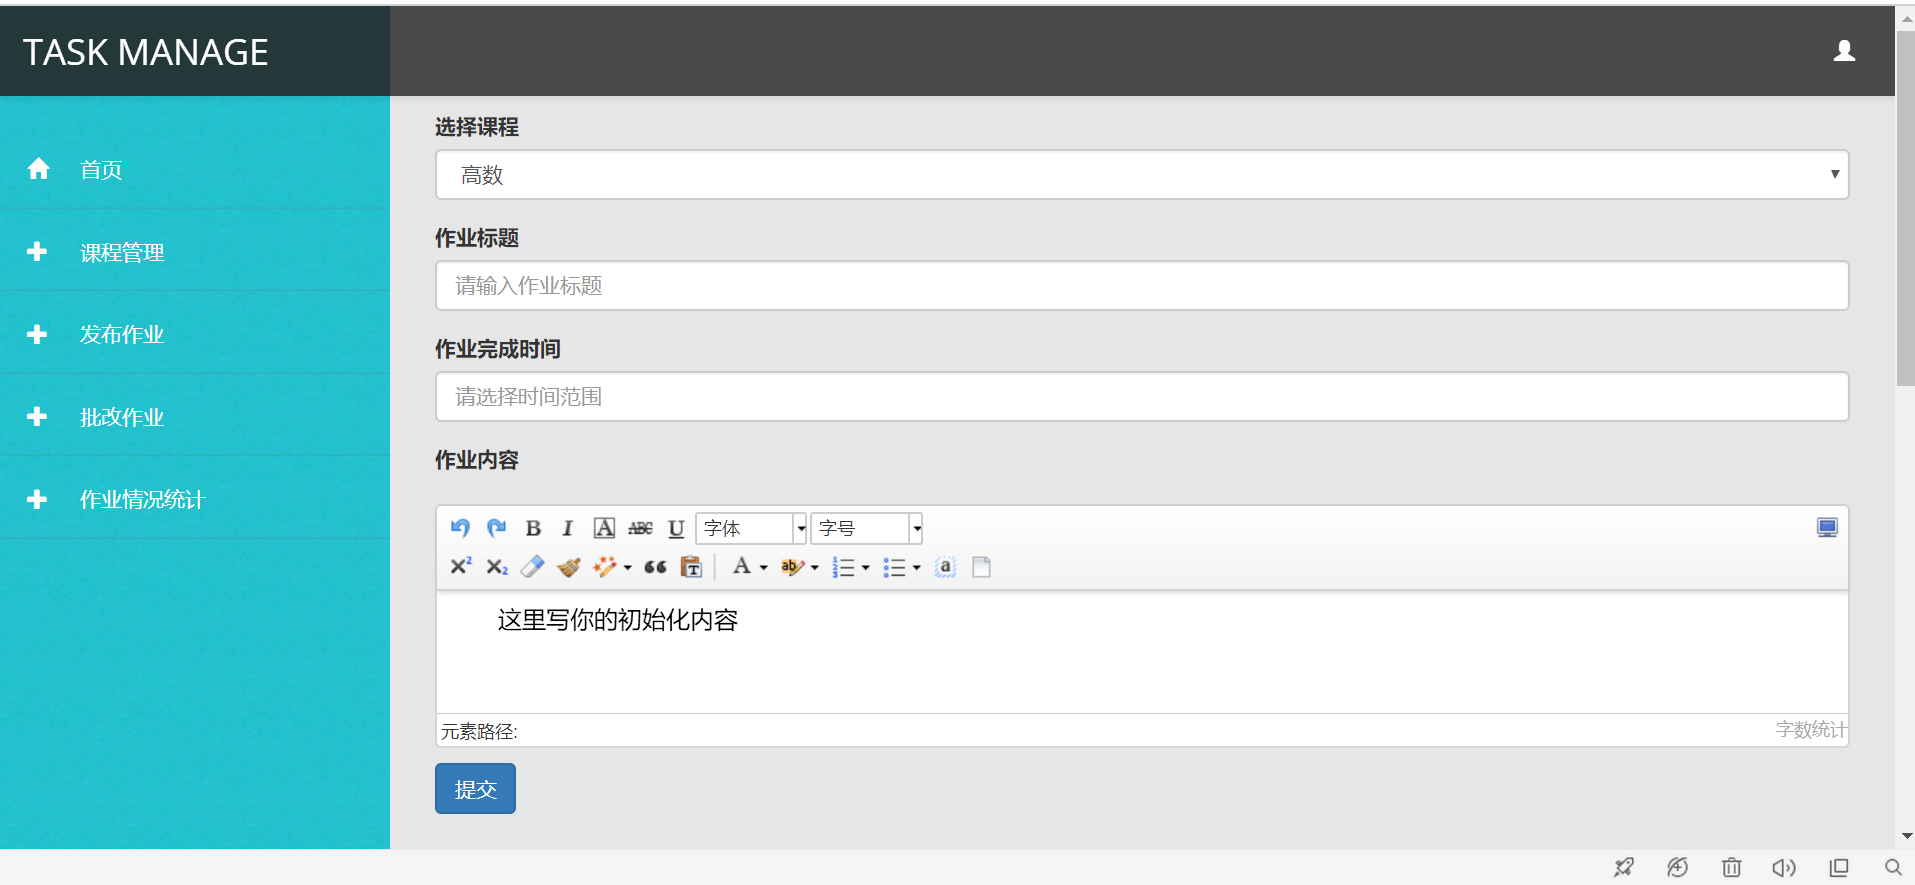 TASK MANAGE
首页
课程管理
发布作业
批改作业
作业情况统计
选择课程
高数
作业标题
请输入作业标题
作业完成时间
请选择时间范围
作业内容
B I A ABC U 字体 字号
这里写你的初始化内容
元素路径: 字数统计
提交